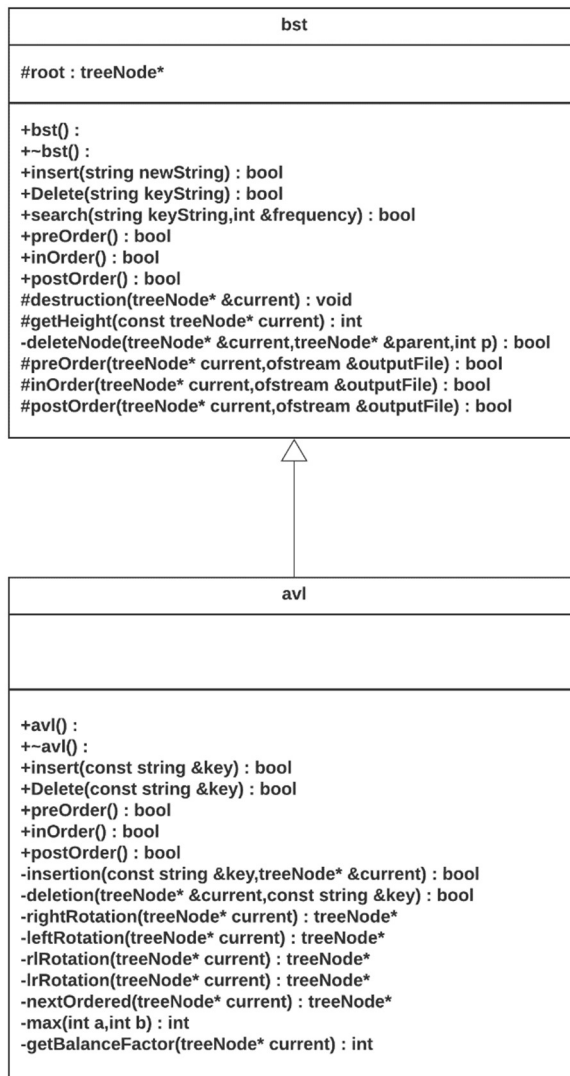 bst
#root : treeNode*
+bst() :
+~bst() :
+insert(string newString) : bool
+Delete(string keyString) : bool
+search(string keyString,int &frequency) : bool
+preOrder() : bool
+inOrder() : bool
+postOrder() : bool
#destruction(treeNode* &current) : void
#getHeight(const treeNode* current) : int
-deleteNode(treeNode* &current,treeNode* &parent,int p) : bool
#preOrder(treeNode* current,ofstream &outputFile) : bool
#inOrder(treeNode* current,ofstream &outputFile) : bool
#postOrder(treeNode* current,ofstream &outputFile) : bool
avl
+avl() :
+~avl() :
+insert(const string &key) : bool
+Delete(const string &key) : bool
+preOrder() : bool
+inOrder() : bool
+postOrder() : bool
-insertion(const string &key,treeNode* &current) : bool
-deletion(treeNode* &current,const string &key) : bool
-rightRotation(treeNode* current) : treeNode*
-leftRotation(treeNode* current) : treeNode*
-rlRotation(treeNode* current) : treeNode*
-lrRotation(treeNode* current) : treeNode*
-nextOrdered(treeNode* current) : treeNode*
-max(int a,int b) : int
-getBalanceFactor(treeNode* current) : int